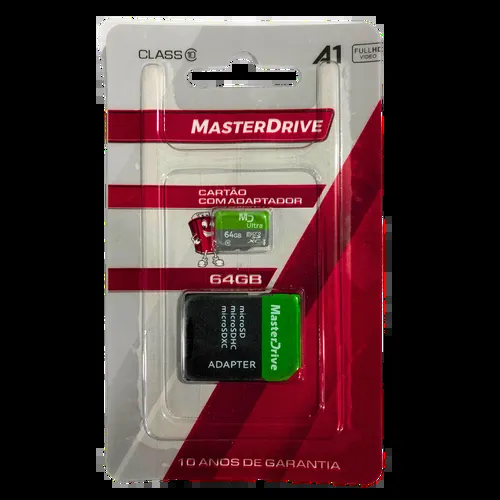 CLASS 10
A1
FULL HD
VIDEO
MASTERDRIVE
CARTÃO
COM ADAPTADOR
MD
Ultra
64GB
micro
XC
64GB
MasterDrive
microSD
microSDHC
microSDXC
ADAPTER
10 ANOS DE GARANTIA